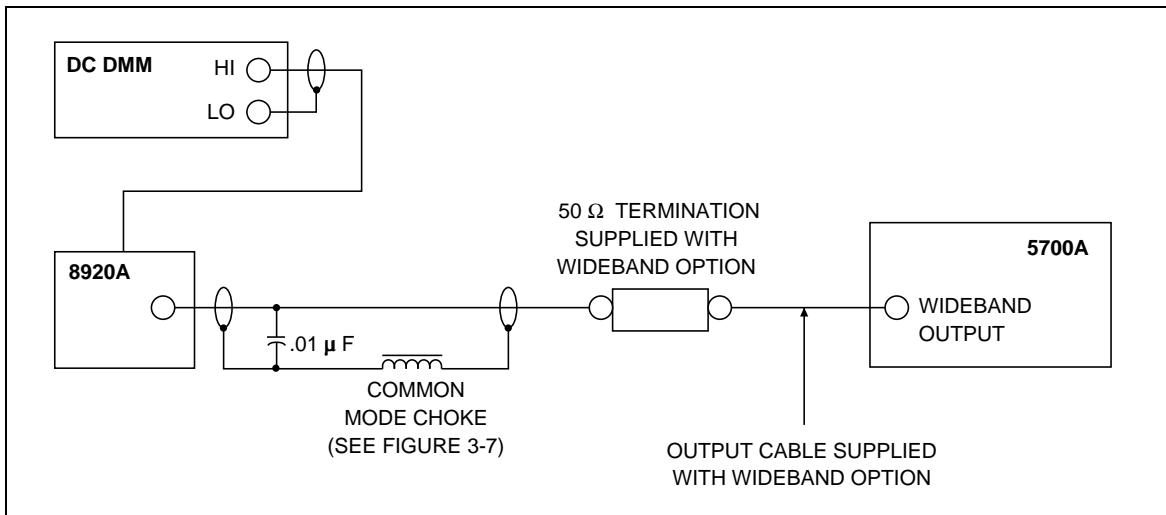 DC DMM
HI
LO
8920A
.01 µ F
COMMON
MODE CHOKE
(SEE FIGURE 3-7)
50 Ω TERMINATION
SUPPLIED WITH
WIDEBAND OPTION
5700A
WIDEBAND
OUTPUT
OUTPUT CABLE SUPPLIED
WITH WIDEBAND OPTION